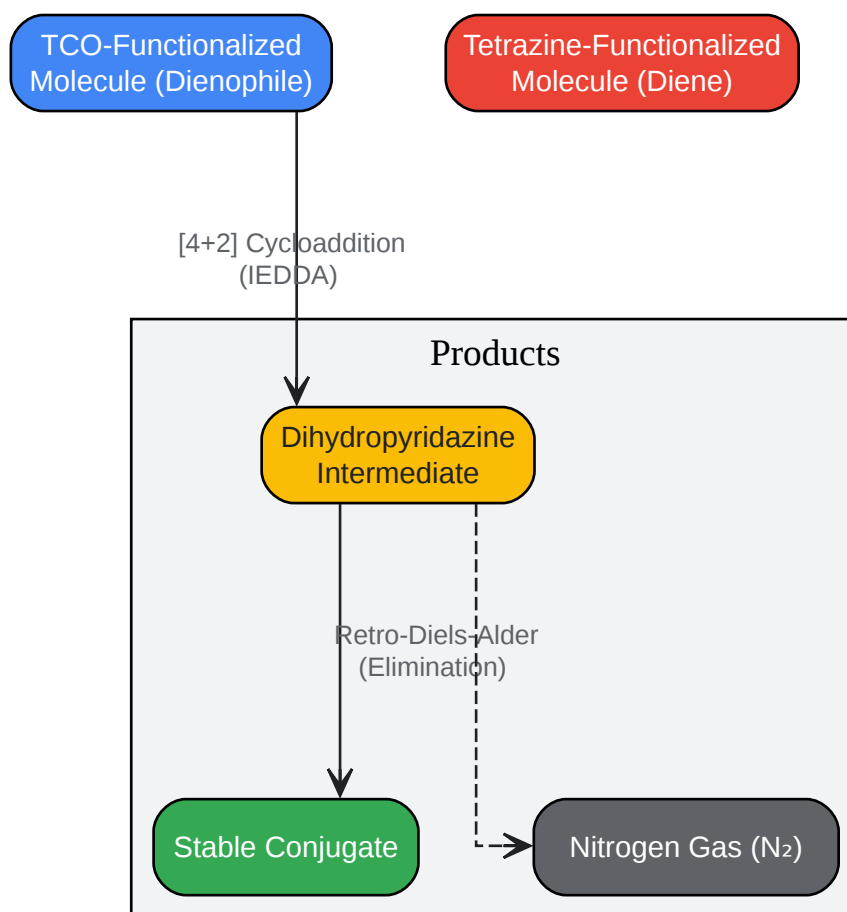 TCO-Functionalized
Molecule (Dienophile)
Tetrazine-Functionalized
Molecule (Diene)
[4+2] Cycloaddition
(IEDDA)
Products
Dihydropyridazine
Intermediate
Retro-Diels-Alder
(Elimination)
Stable Conjugate
Nitrogen Gas (N₂)